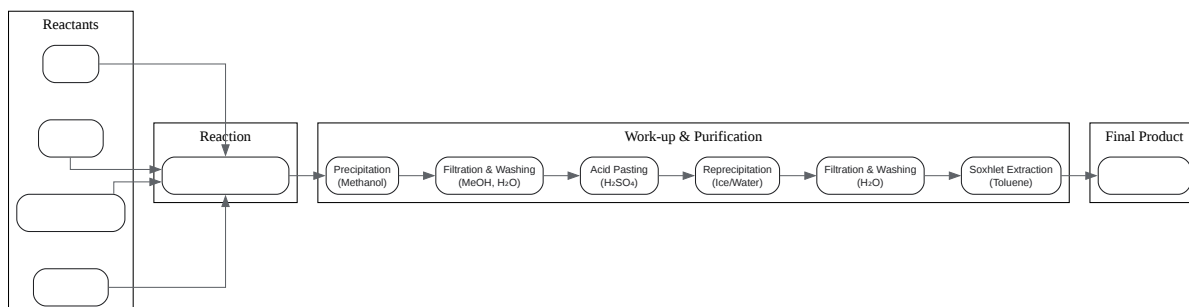 Reactants
Reaction
Work-up & Purification
Final Product
Precipitation
(Methanol)
Filtration & Washing
(MeOH, H₂O)
Acid Pasting
(H₂SO₄)
Reprecipitation
(Ice/Water)
Filtration & Washing
(H₂O)
Soxhlet Extraction
(Toluene)